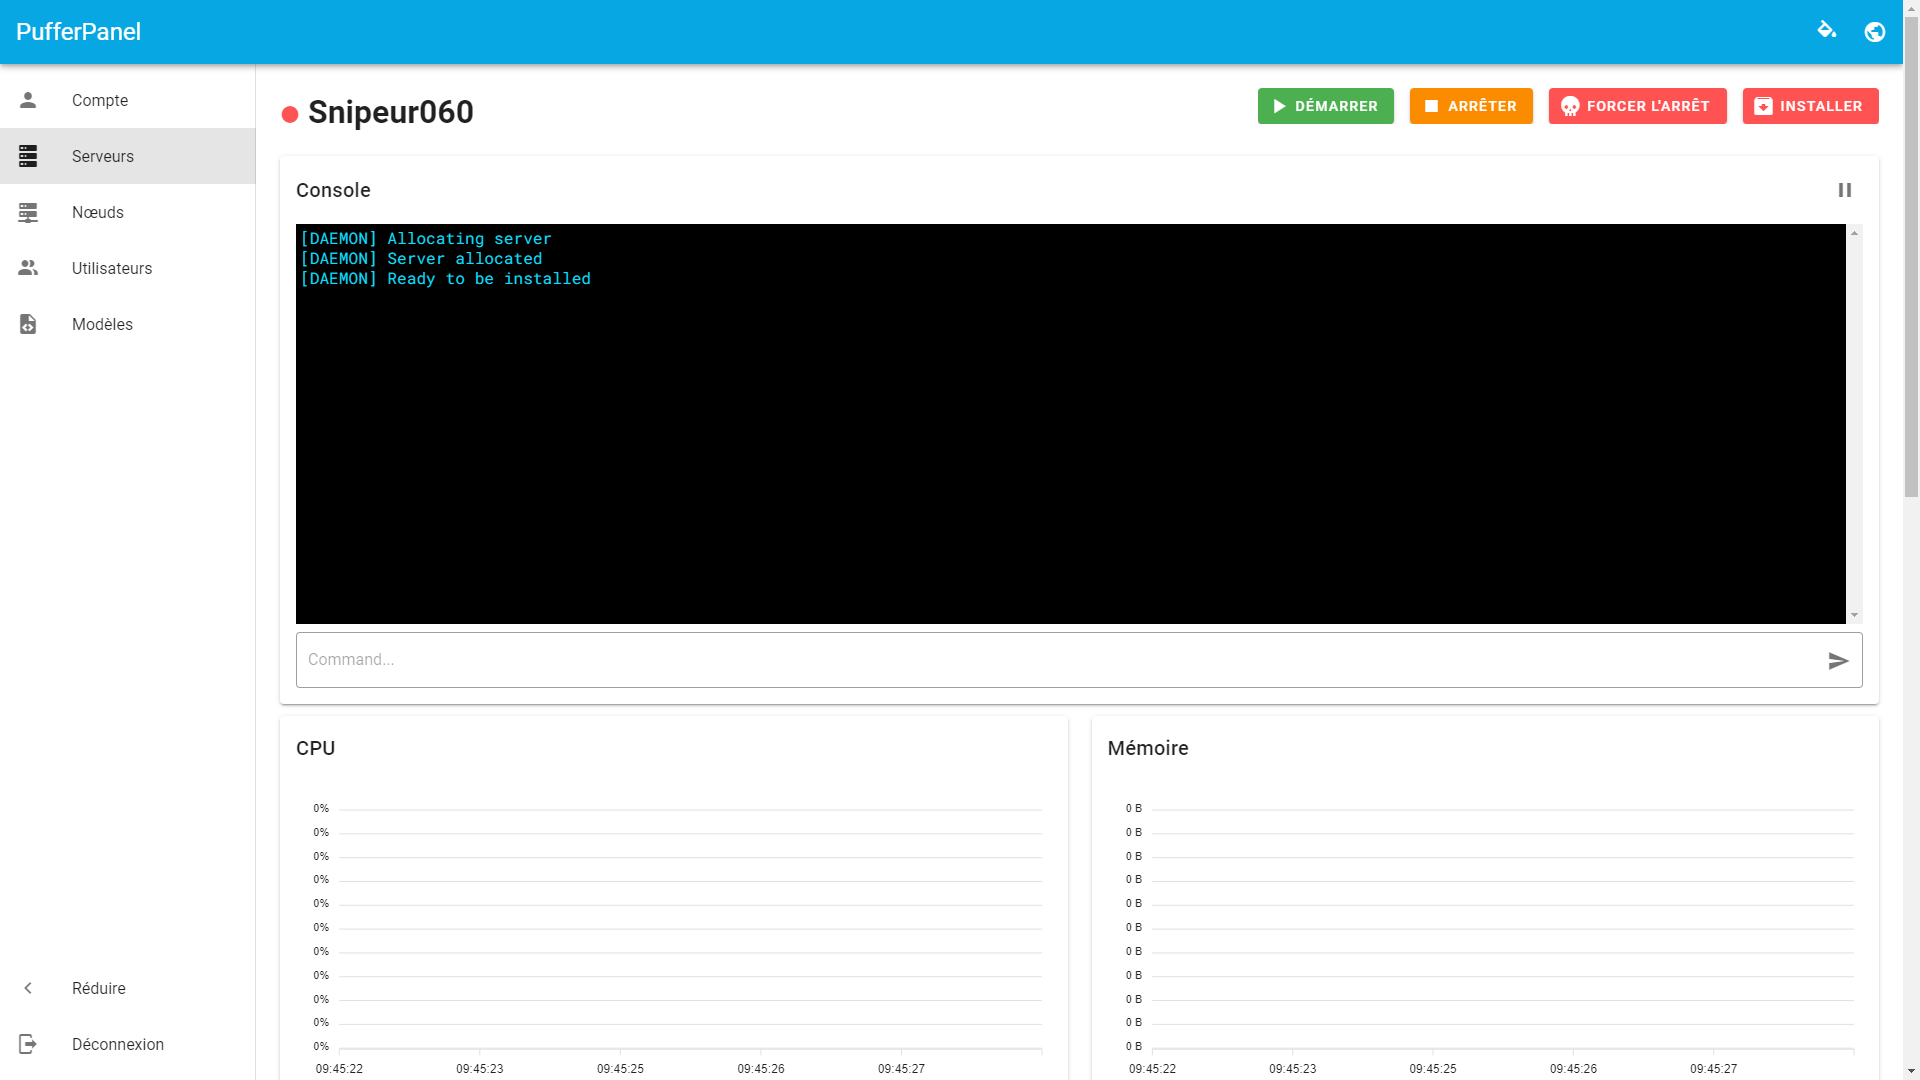 PufferPanel
Compte
Serveurs
Nœuds
Utilisateurs
Modèles
Réduire
Déconnexion
Snipeur060
DÉMARRER
ARRÊTER
FORCER L'ARRÊT
INSTALLER
Console
[DAEMON] Allocating server
[DAEMON] Server allocated
[DAEMON] Ready to be installed
Command...
CPU
0%
0%
0%
0%
0%
0%
0%
0%
0%
0%
0%
09:45:22 09:45:23 09:45:25 09:45:26 09:45:27
Mémoire
0 B
0 B
0 B
0 B
0 B
0 B
0 B
0 B
0 B
0 B
0 B
09:45:22 09:45:23 09:45:25 09:45:26 09:45:27